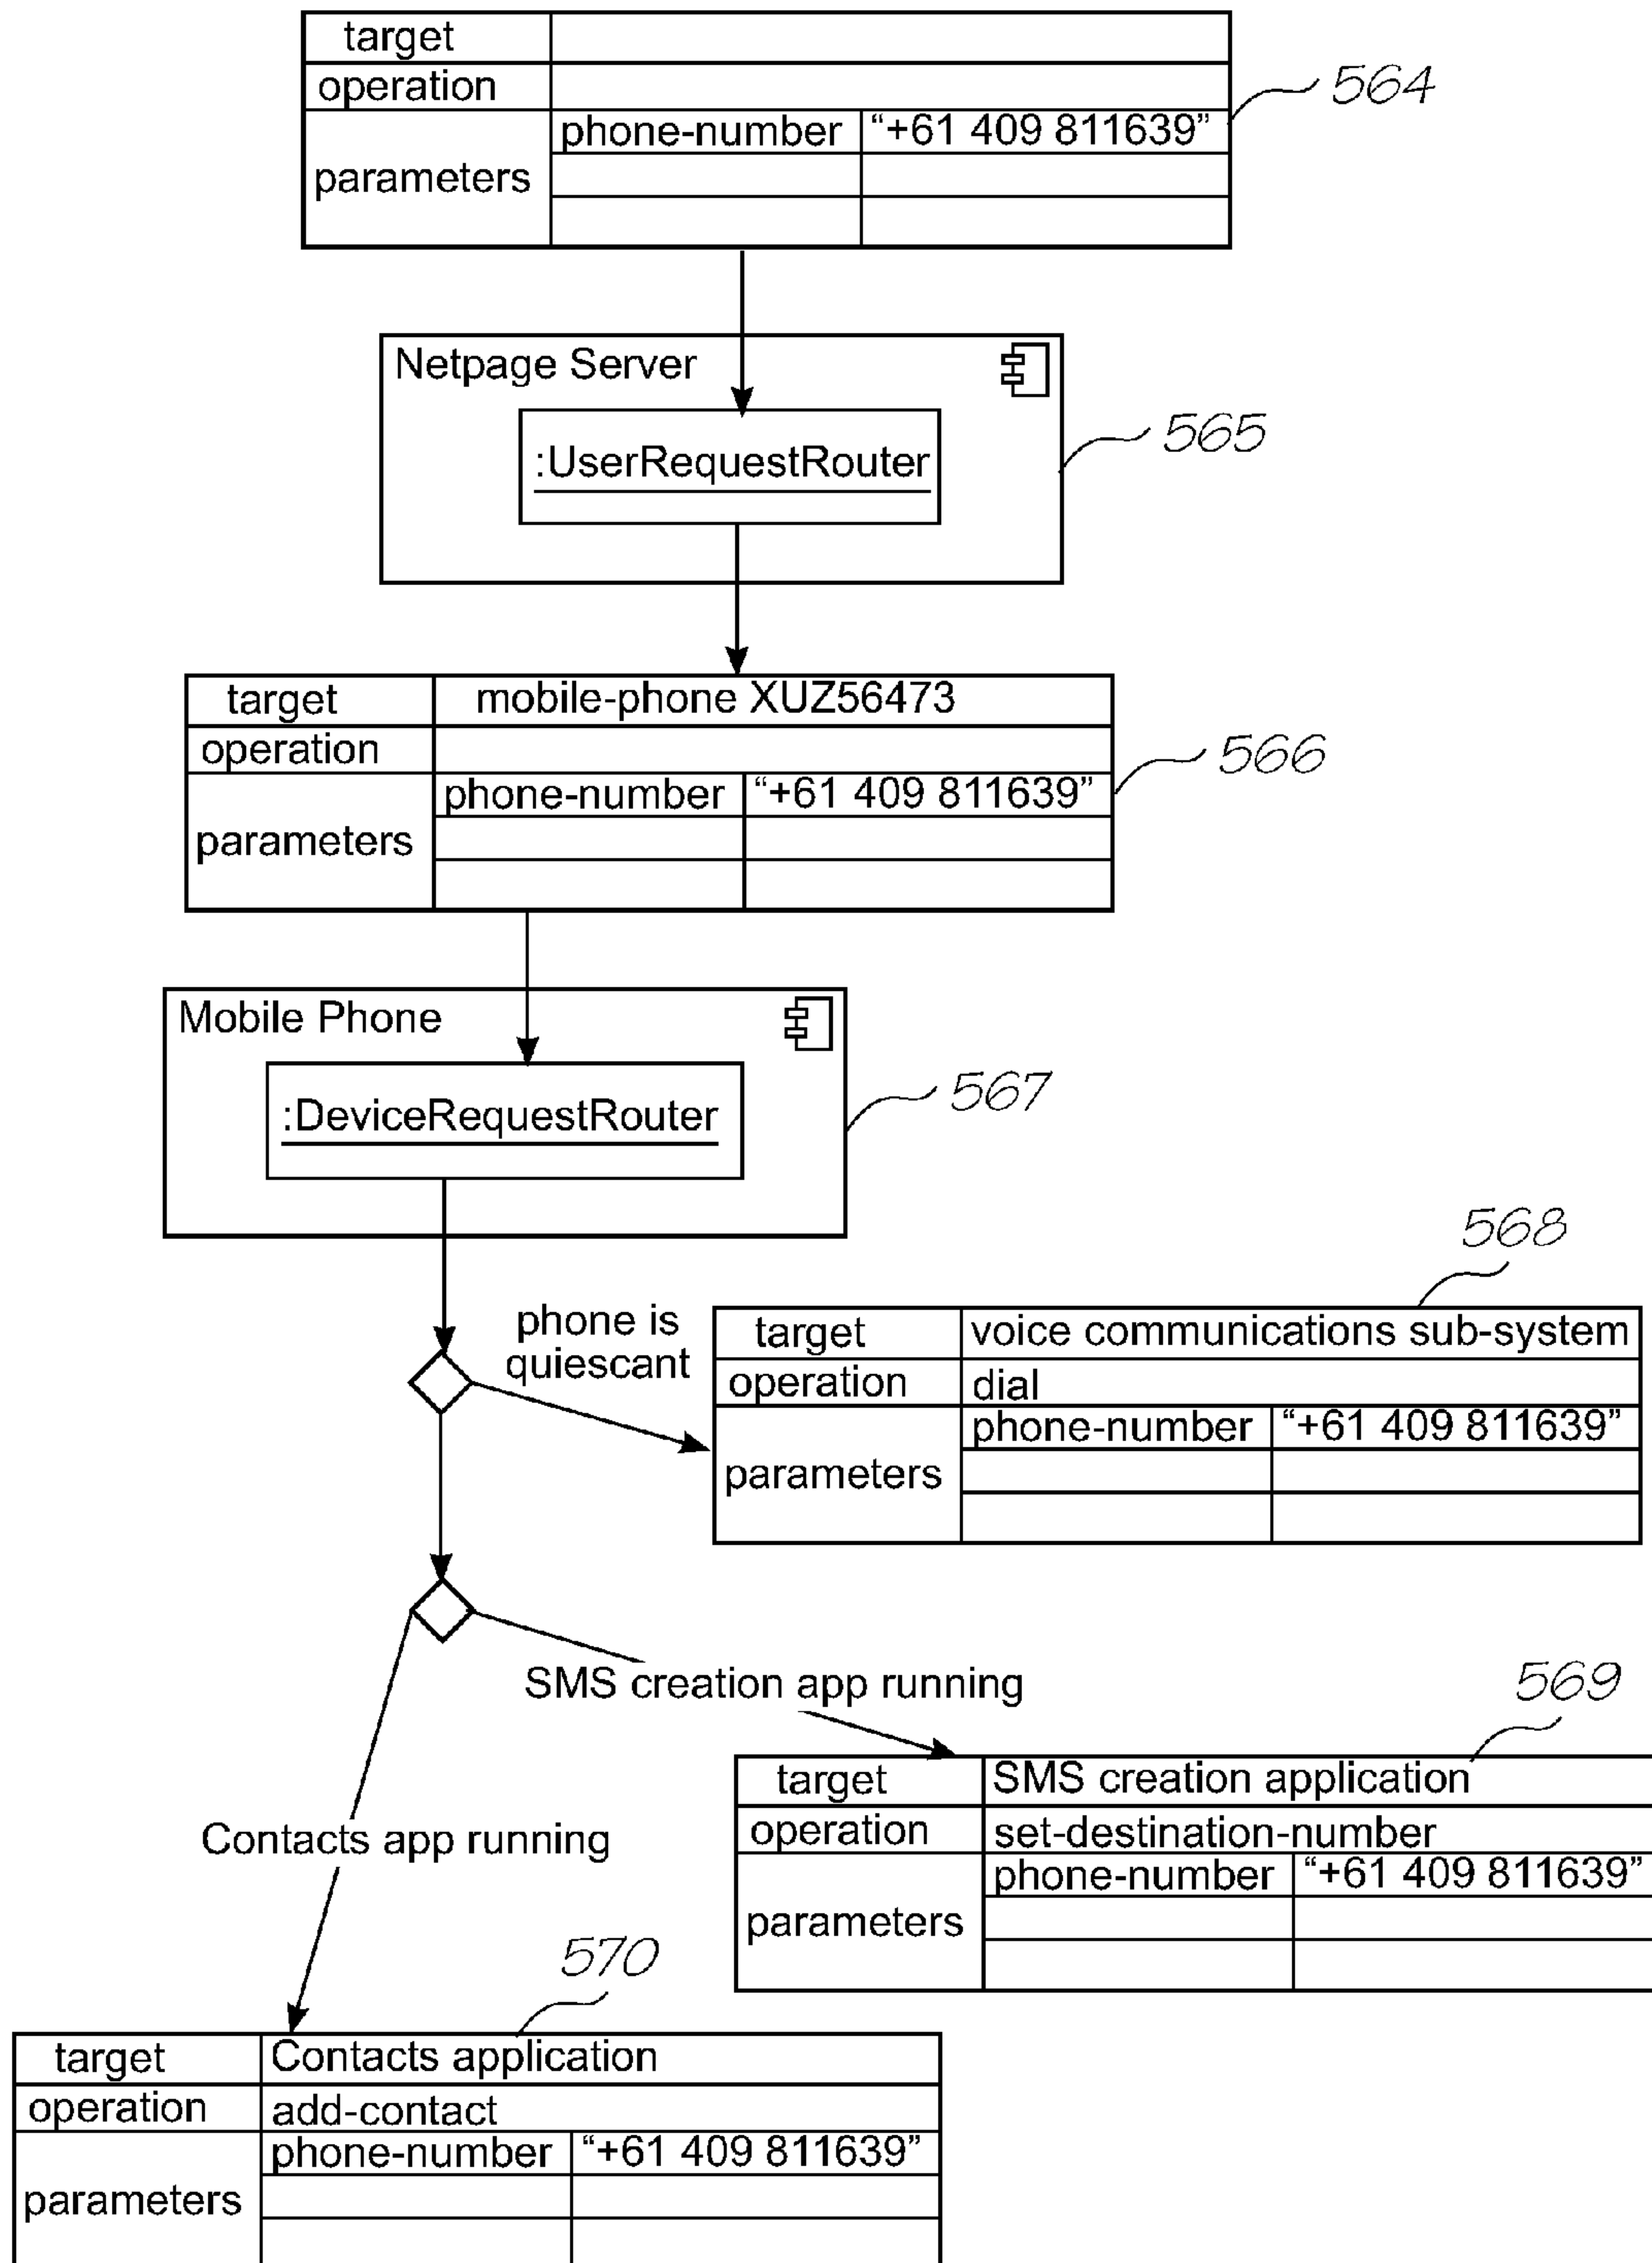 target
operation
564
phone-number "+61 409 811639"
parameters
Netpage Server
565
:UserRequestRouter
target mobile-phone XUZ56473
operation
566
phone-number “+61 409 811639”
parameters
Mobile Phone
567
:DeviceRequestRouter
568
phone is
quiescant
target voice communications sub-system
operation dial
phone-number “+61 409 811639”
parameters
SMS creation app running
569
target SMS creation application
operation set-destination-number
phone-number “+61 409 811639”
parameters
Contacts app running
570
target Contacts application
operation add-contact
phone-number “+61 409 811639”
parameters